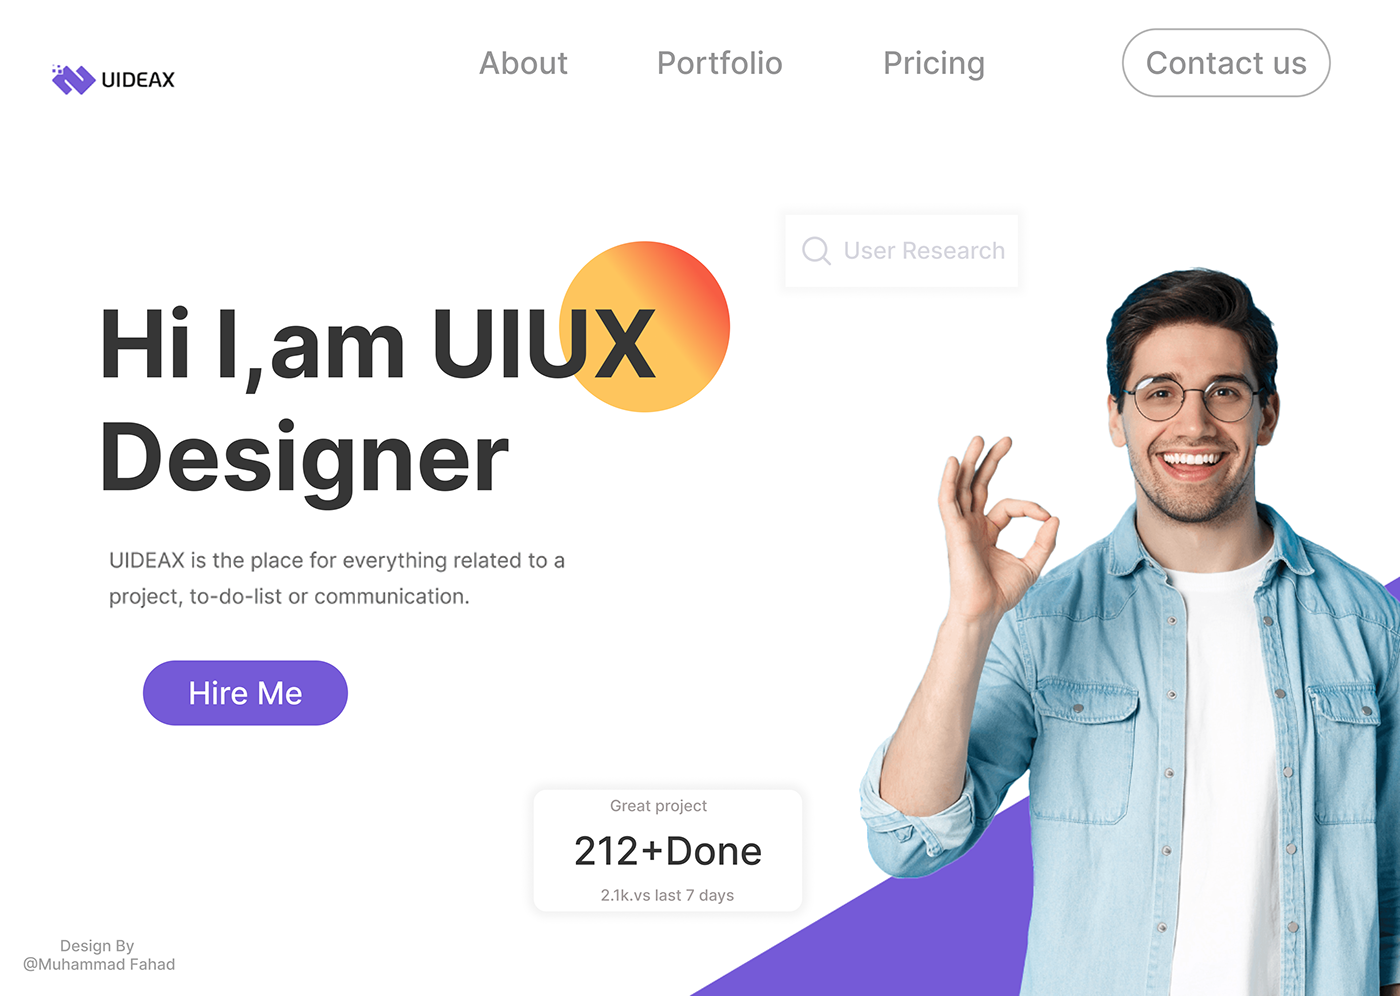 UIDEAX
About
Portfolio
Pricing
Contact us
User Research
Hi I,am UIUX
Designer
UIDEAX is the place for everything related to a
project, to-do-list or communication.
Hire Me
Great project
212+Done
2.1k.vs last 7 days
Design By
@Muhammad Fahad